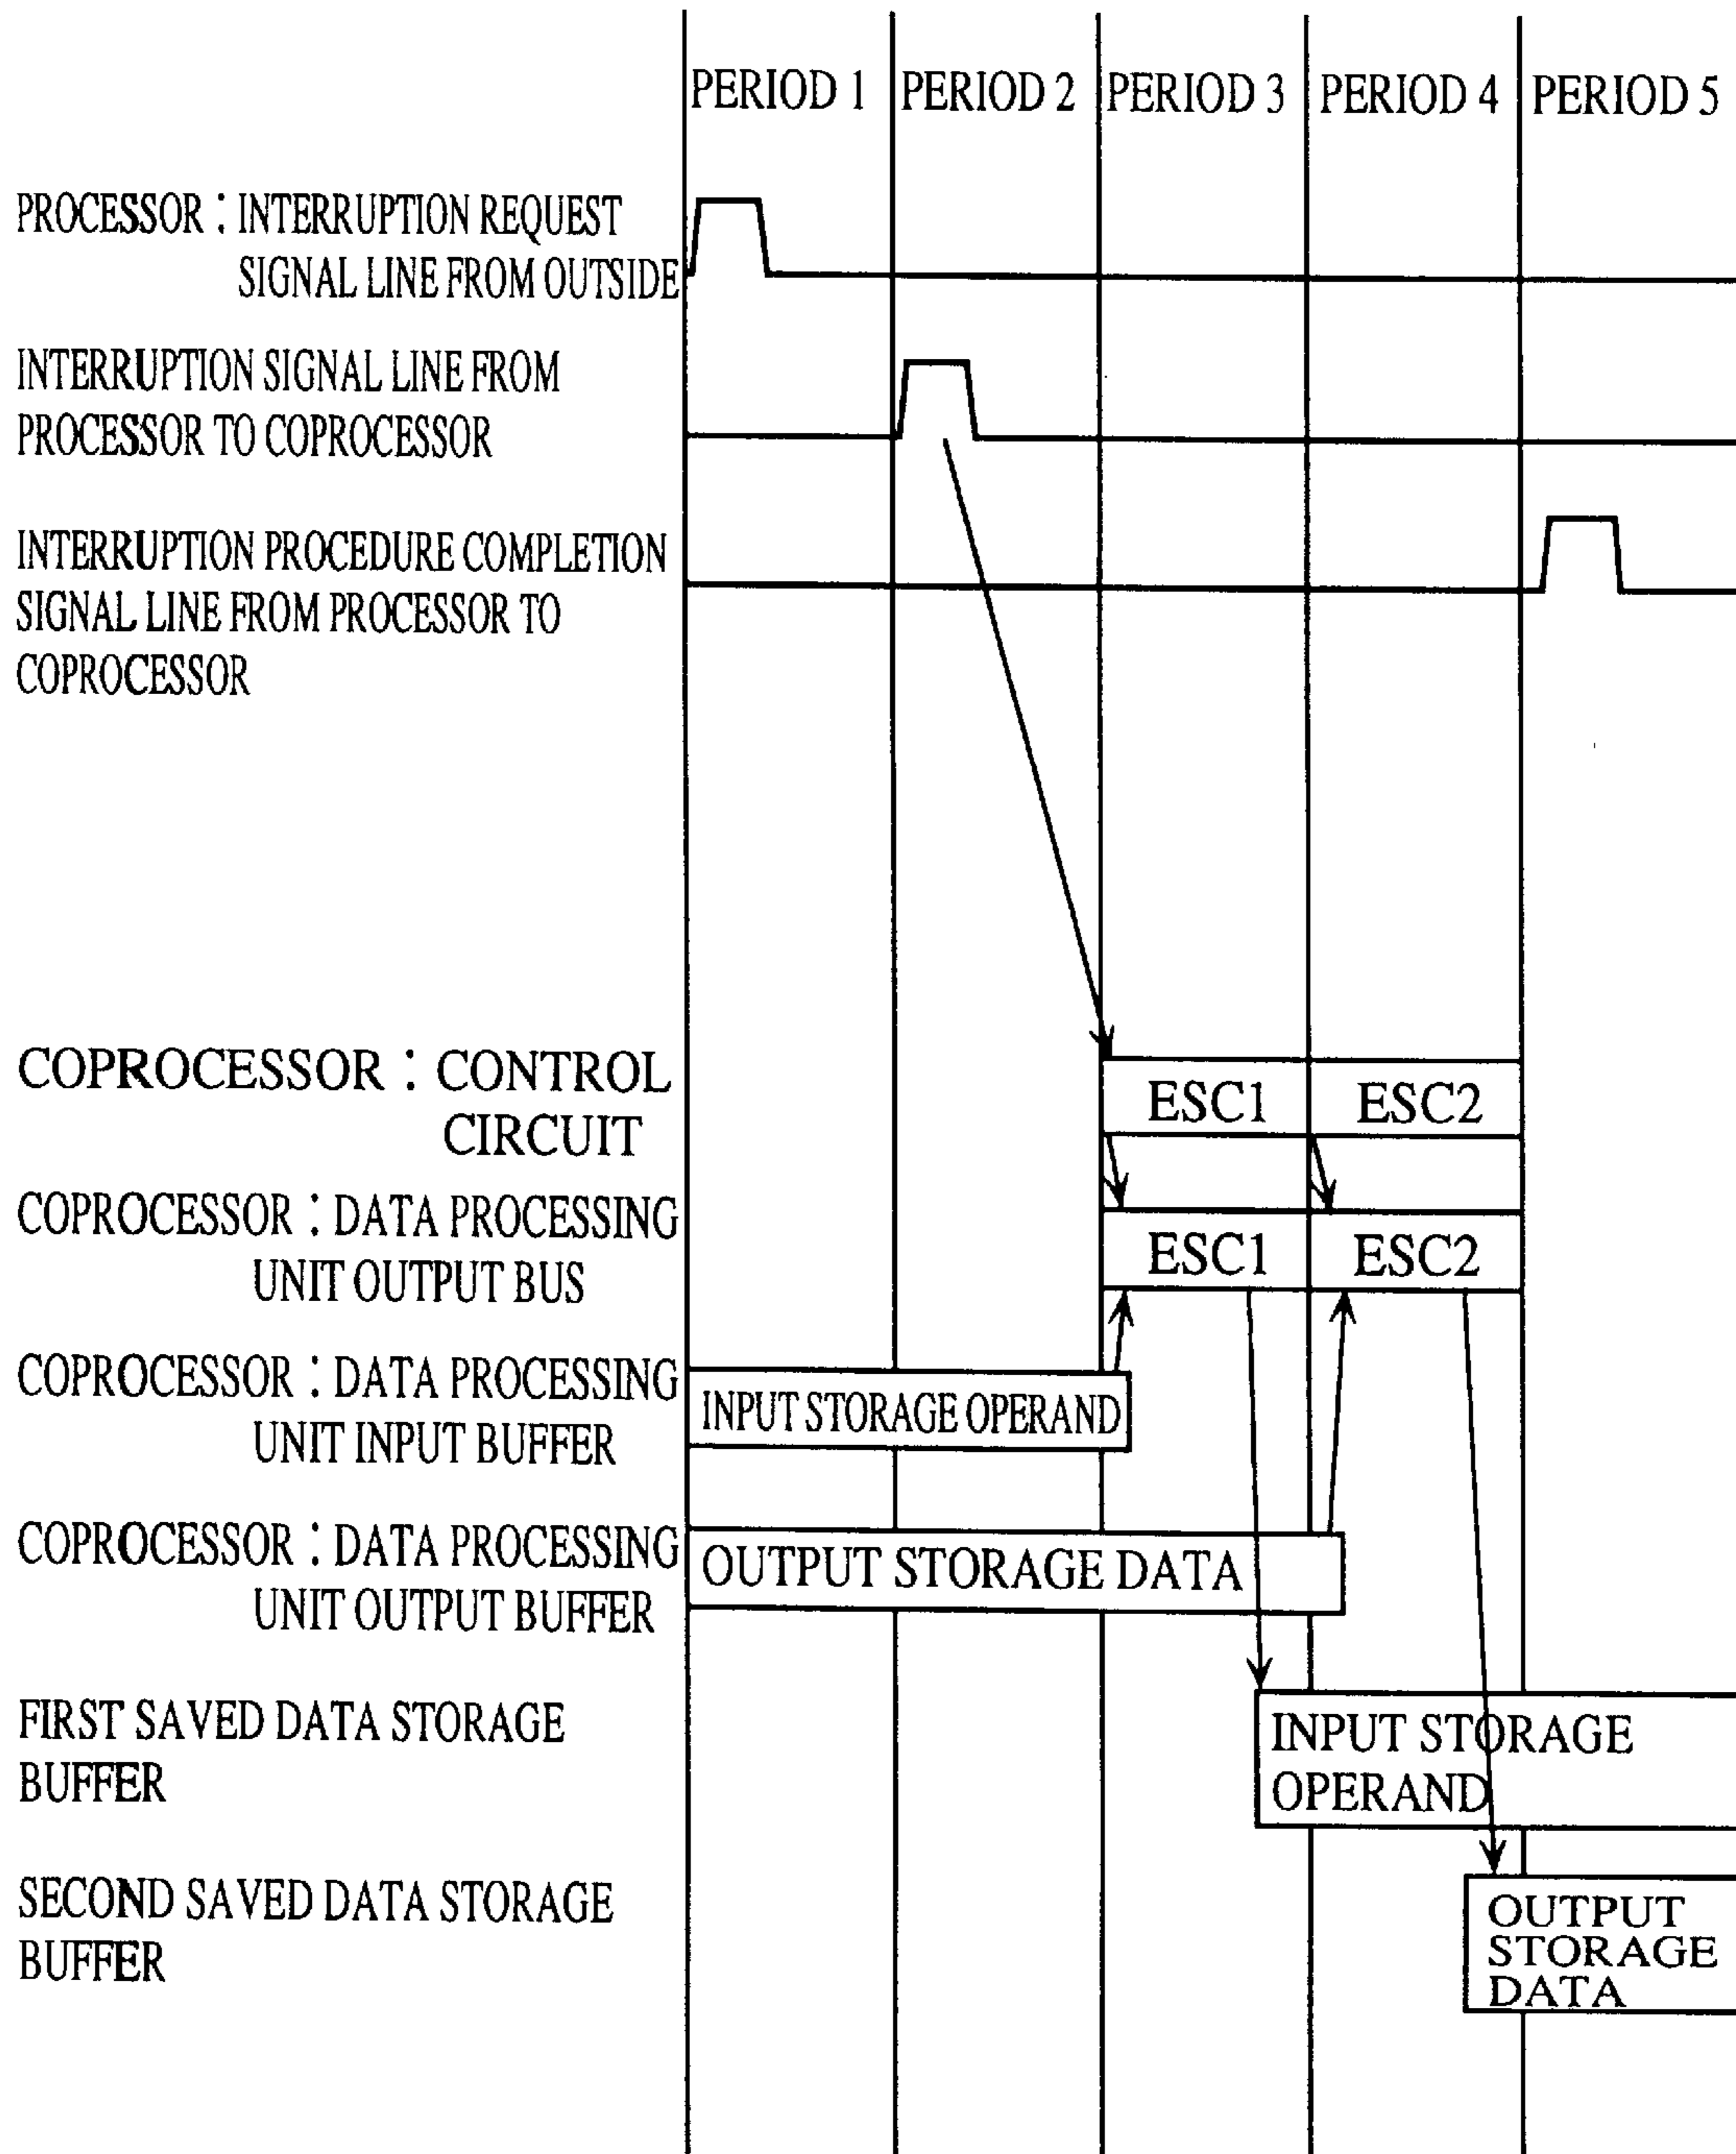 PERIOD 1 PERIOD 2 PERIOD 3 PERIOD 4 PERIOD 5
PROCESSOR : INTERRUPTION REQUEST
SIGNAL LINE FROM OUTSIDE
INTERRUPTION SIGNAL LINE FROM
PROCESSOR TO COPROCESSOR
INTERRUPTION PROCEDURE COMPLETION
SIGNAL LINE FROM PROCESSOR TO
COPROCESSOR
COPROCESSOR : CONTROL
CIRCUIT
ESC1 ESC2
COPROCESSOR : DATA PROCESSING
UNIT OUTPUT BUS
ESC1 ESC2
COPROCESSOR : DATA PROCESSING
UNIT INPUT BUFFER
INPUT STORAGE OPERAND
COPROCESSOR : DATA PROCESSING
UNIT OUTPUT BUFFER
OUTPUT STORAGE DATA
FIRST SAVED DATA STORAGE
BUFFER
INPUT STORAGE
OPERAND
SECOND SAVED DATA STORAGE
BUFFER
OUTPUT
STORAGE
DATA